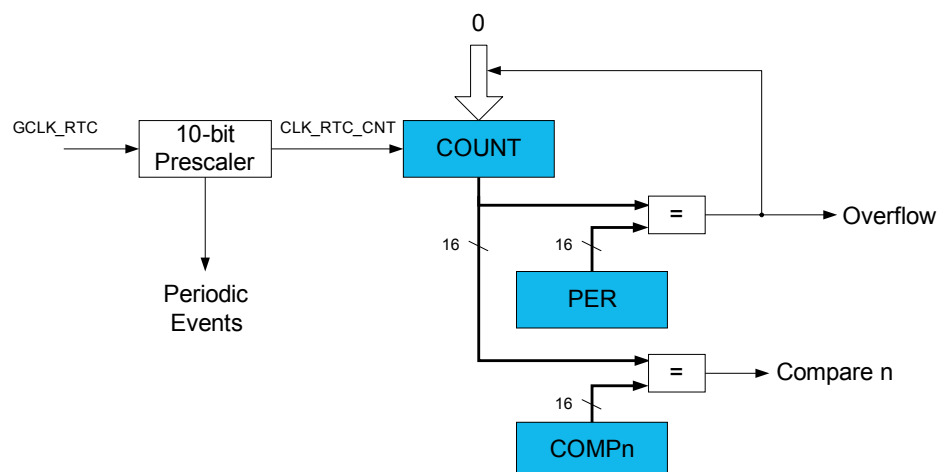 0
GCLK_RTC
10-bit
Prescaler
CLK_RTC_CNT
COUNT
=
Overflow
16
16
Periodic
Events
PER
=
Compare n
16
COMPn